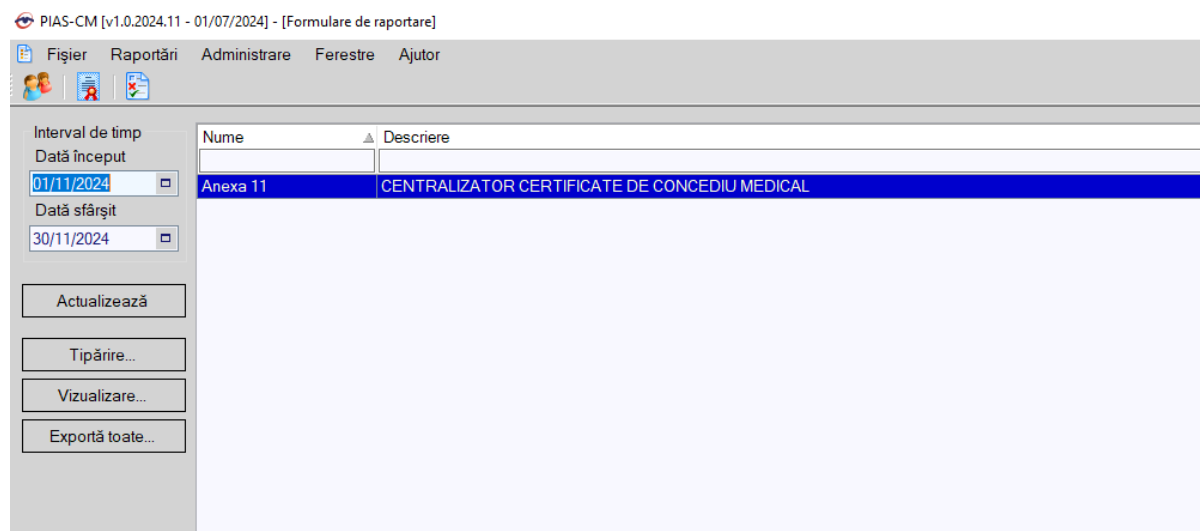 PIAS-CM [v1.0.2024.11 - 01/07/2024] - [Formulare de raportare]
Fişier Raportări Administrare Ferestre Ajutor
Interval de timp
Dată început
01/11/2024
Dată sfârşit
30/11/2024
Actualizează
Tipărire...
Vizualizare...
Exportă toate...
Nume Descriere
Anexa 11 CENTRALIZATOR CERTIFICATE DE CONCEDIU MEDICAL